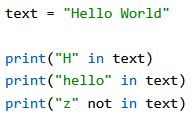 text = "Hello World"
print("H" in text)
print("hello" in text)
print("z" not in text)